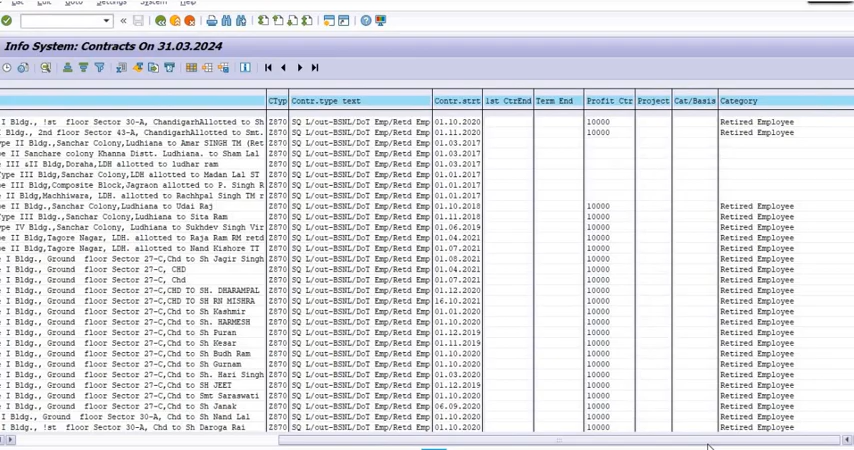 Edit Goto Settings System Help
Info System: Contracts On 31.03.2024
CTyp Contr.type text Contr.strt 1st CtrEnd Term End Profit Ctr Project Cat/Basis Category
I Bldg., !st floor Sector 30-A, ChandigarhAllotted to Sh Z870 SQ L/out-BSNL/DoT Emp/Retd Emp 01.10.2020 10000 Retired Employee
I Bldg., 2nd floor Sector 43-A, ChandigarhAllotted to Smt. Z870 SQ L/out-BSNL/DoT Emp/Retd Emp 01.11.2020 10000 Retired Employee
ype II Bldng.,Sanchar Colony,Ludhiana to Amar SINGH TM (Ret Z870 SQ L/out-BSNL/DoT Emp/Retd Emp 01.03.2017
ype II Sanchare colony Khanna Distt. Ludhiana. to Sham Lal Z870 SQ L/out-BSNL/DoT Emp/Retd Emp 01.03.2017
e III &II Bldng,Doraha,LDH allotted to ludhar ram Z870 SQ L/out-BSNL/DoT Emp/Retd Emp 01.03.2017
ype II Bldng.,Sanchar Colony,LDH allotted to Madan Lal ST Z870 SQ L/out-BSNL/DoT Emp/Retd Emp 01.01.2017
ype III Bldng,Composite Block,Jagraon allotted to P. Singh R Z870 SQ L/out-BSNL/DoT Emp/Retd Emp 01.03.2017
ng,Machhiwara, LDH. allotted to Rachhpal Singh TM r Z870 SQ L/out-BSNL/DoT Emp/Retd Emp 01.01.2017
ype II Bldng.,Sanchar Colony,Ludhiana to Udai Raj Z870 SQ L/out-BSNL/DoT Emp/Retd Emp 01.10.2018 10000 Retired Employee
ype II Bldng.,Sanchar Colony,Ludhiana to Sita Ram Z870 SQ L/out-BSNL/DoT Emp/Retd Emp 01.11.2018 10000 Retired Employee
ype IV Bldng.,Sanchar Colony,Ludhiana to Sukhdev Singh Vir Z870 SQ L/out-BSNL/DoT Emp/Retd Emp 01.06.2019 10000 Retired Employee
ype II Bldng,Tagore Nagar, LDH. allotted to Raja Ram RM retd Z870 SQ L/out-BSNL/DoT Emp/Retd Emp 01.04.2021 10000 Retired Employee
ype II Bldng,Tagore Nagar, LDH. allotted to Nand Kishore TT Z870 SQ L/out-BSNL/DoT Emp/Retd Emp 01.07.2021 10000 Retired Employee
e I Bldg., Ground floor Sector 27-C,Chd to Sh Jagir Singh Z870 SQ L/out-BSNL/DoT Emp/Retd Emp 01.08.2021 10000 Retired Employee
e I Bldg., Ground floor Sector 27-C, CHD Z870 SQ L/out-BSNL/DoT Emp/Retd Emp 01.04.2021 10000 Retired Employee
e I Bldg., Ground floor Sector 27-C, Chd Z870 SQ L/out-BSNL/DoT Emp/Retd Emp 01.07.2021 10000 Retired Employee
e I Bldg., Ground floor Sector 27-C,CHD TO SH. DHARAMPAL Z870 SQ L/out-BSNL/DoT Emp/Retd Emp 01.12.2020 10000 Retired Employee
e I Bldg., Ground floor Sector 27-C,CHD TO SH RN MISHRA Z870 SQ L/out-BSNL/DoT Emp/Retd Emp 16.10.2021 10000 Retired Employee
e I Bldg., Ground floor Sector 27-C,Chd to Sh Kashmir Z870 SQ L/out-BSNL/DoT Emp/Retd Emp 01.01.2020 10000 Retired Employee
e I Bldg., Ground floor Sector 27-C,Chd to Sh. HARMESH Z870 SQ L/out-BSNL/DoT Emp/Retd Emp 01.10.2020 10000 Retired Employee
e I Bldg., Ground floor Sector 27-C,Chd to Sh Puran Z870 SQ L/out-BSNL/DoT Emp/Retd Emp 01.12.2019 10000 Retired Employee
e I Bldg., Ground floor Sector 27-C,Chd to Sh Kesar Z870 SQ L/out-BSNL/DoT Emp/Retd Emp 01.11.2019 10000 Retired Employee
e I Bldg., Ground floor Sector 27-C,Chd to Sh Budh Ram Z870 SQ L/out-BSNL/DoT Emp/Retd Emp 01.10.2020 10000 Retired Employee
e I Bldg., Ground floor Sector 27-C,Chd to Sh Gurnam Z870 SQ L/out-BSNL/DoT Emp/Retd Emp 01.10.2020 10000 Retired Employee
e I Bldg., Ground floor Sector 27-C,Chd to Sh. Hari Singh Z870 SQ L/out-BSNL/DoT Emp/Retd Emp 01.03.2020 10000 Retired Employee
e I Bldg., Ground floor Sector 27-C,Chd to SH JEET Z870 SQ L/out-BSNL/DoT Emp/Retd Emp 01.12.2019 10000 Retired Employee
e I Bldg., Ground floor Sector 27-C,Chd to Smt Saraswati Z870 SQ L/out-BSNL/DoT Emp/Retd Emp 01.10.2020 10000 Retired Employee
e I Bldg., Ground floor Sector 27-C,Chd to Sh Janak Z870 SQ L/out-BSNL/DoT Emp/Retd Emp 06.09.2020 10000 Retired Employee
e I Bldg., Ground floor Sector 30-A,Chd to Sh Nand Lal Z870 SQ L/out-BSNL/DoT Emp/Retd Emp 01.10.2020 10000 Retired Employee
e I Bldg., !st floor Sector 30-A,Chd to Sh Daroga Rai Z870 SQ L/out-BSNL/DoT Emp/Retd Emp 01.10.2020 10000 Retired Employee